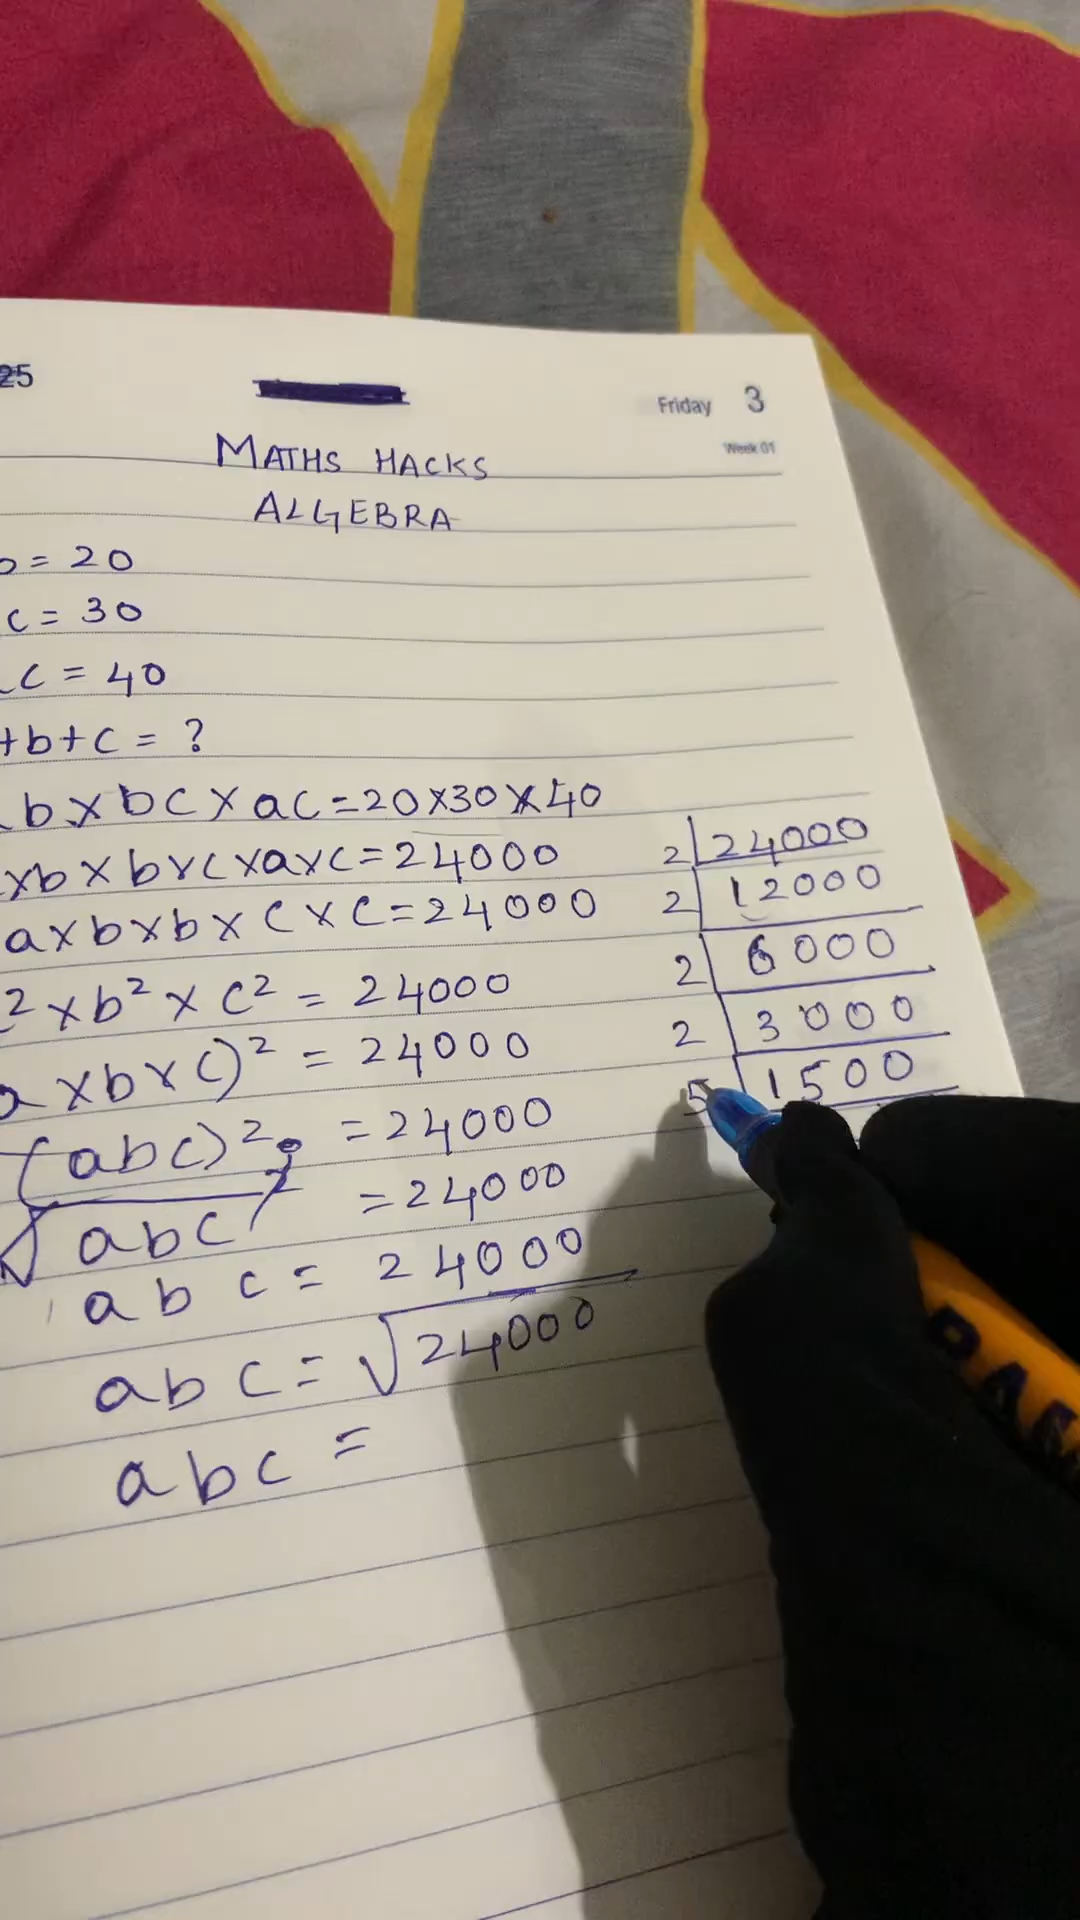 25
Friday 3
Week 01
MATHS HACKS
ALGEBRA
b = 20
c = 30
c = 40
+b+c = ?
b×bc×ac=20×30×40
×b×b×c×a×c=24000
a×b×b×c×c=24000
² × b² × c² = 24000
a×b×c)² = 24000
(abc)² = 24000
√abc = 24000
abc = 24000
abc = √24000
abc =
2 24000
2 12000
2 6000
2 3000
5 1500